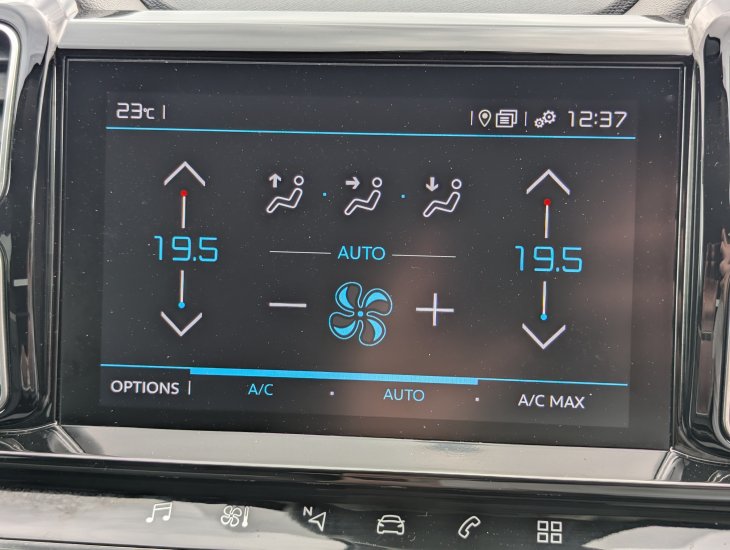 23°C
12:37
19.5
19.5
AUTO
OPTIONS
A/C
AUTO
A/C MAX
N